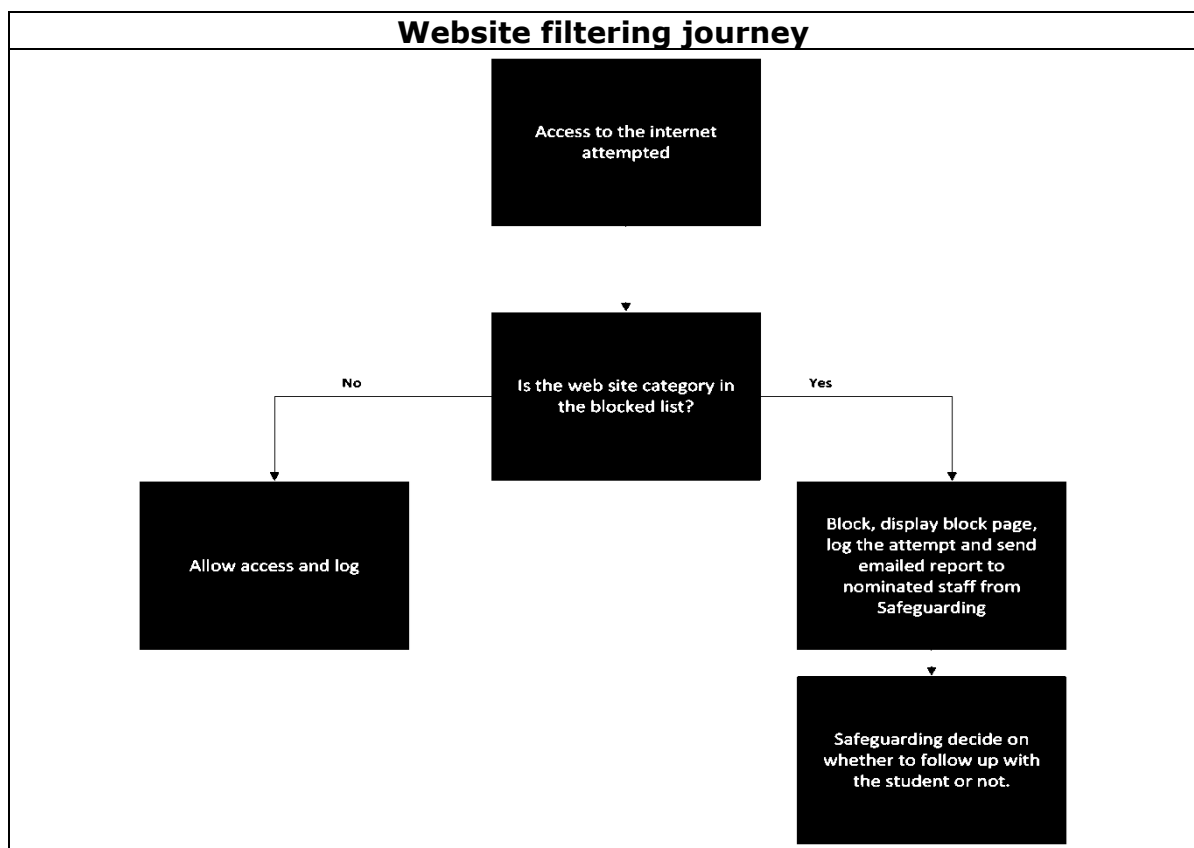 Website filtering journey
Access to the internet
attempted
Is the web site category in
the blocked list?
No
Yes
Allow access and log
Block, display block page,
log the attempt and send
emailed report to
nominated staff from
Safeguarding
Safeguarding decide on
whether to follow up with
the student or not.